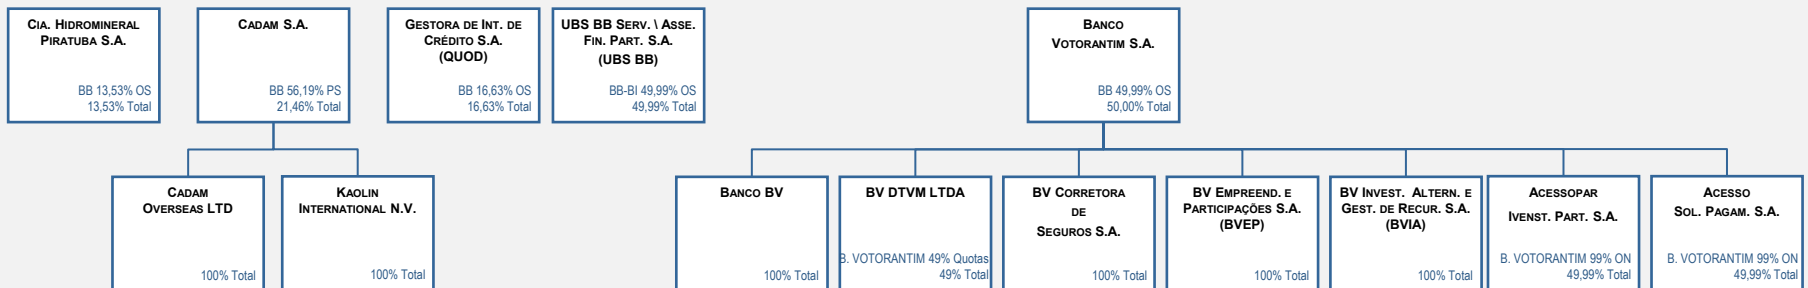 CIA. HIDROMINERAL
PIRATUBA S.A.
BB 13,53% OS
13,53% Total
CADAM S.A.
BB 56,19% PS
21,46% Total
GESTORA DE INT. DE
CRÉDITO S.A.
(QUOD)
BB 16,63% OS
16,63% Total
UBS BB SERV. \ ASSE.
FIN. PART. S.A.
(UBS BB)
BB-BI 49,99% OS
49,99% Total
BANCO
VOTORANTIM S.A.
BB 49,99% OS
50,00% Total
CADAM
OVERSEAS LTD
100% Total
KAOLIN
INTERNATIONAL N.V.
100% Total
BANCO BV
100% Total
BV DTVM LTDA
B. VOTORANTIM 49% Quotas
49% Total
BV CORRETORA
DE
SEGUROS S.A.
100% Total
BV EMPREEND. E
PARTICIPAÇÕES S.A.
(BVEP)
100% Total
BV INVEST. ALTERN. E
GEST. DE RECUR. S.A.
(BVIA)
100% Total
ACESSOPAR
IVENST. PART. S.A.
B. VOTORANTIM 99% ON
49,99% Total
ACESSO
SOL. PAGAM. S.A.
B. VOTORANTIM 99% ON
49,99% Total